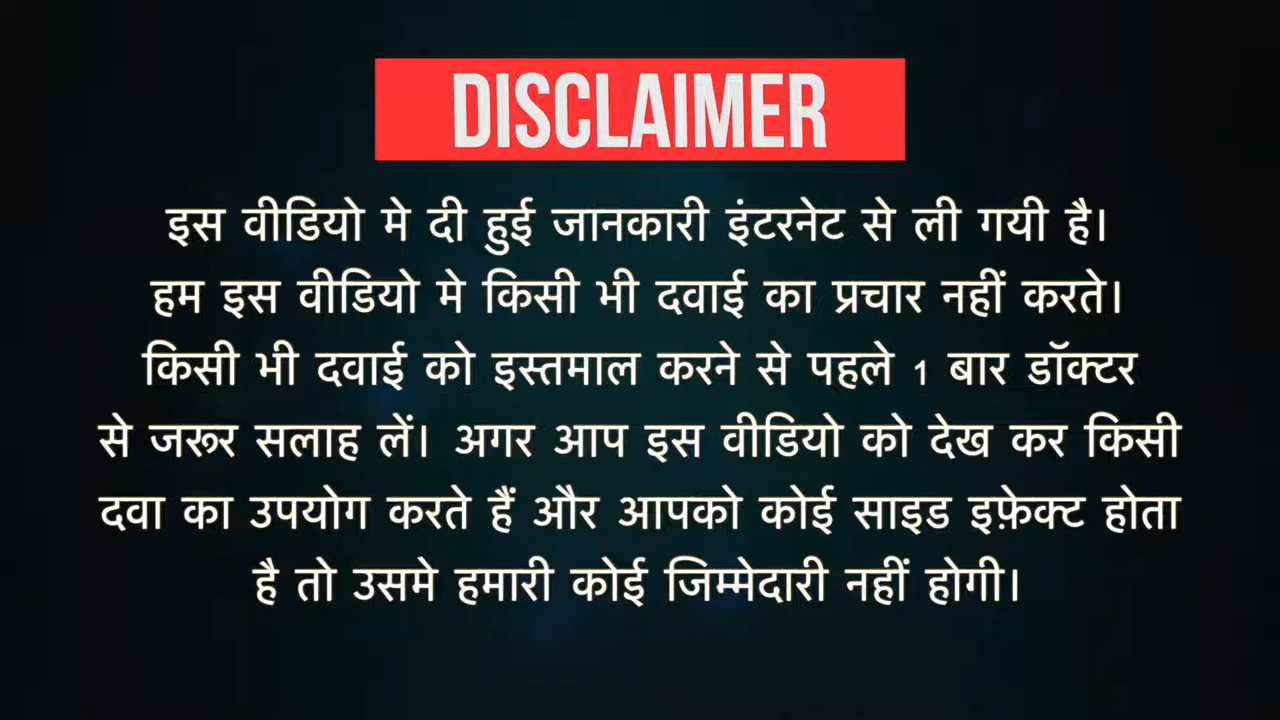 DISCLAIMER
इस वीडियो मे दी हुई जानकारी इंटरनेट से ली गयी है।
हम इस वीडियो मे किसी भी दवाई का प्रचार नहीं करते।
किसी भी दवाई को इस्तमाल करने से पहले 1 बार डॉक्टर
से जरूर सलाह लें। अगर आप इस वीडियो को देख कर किसी
दवा का उपयोग करते हैं और आपको कोई साइड इफ़ेक्ट होता
है तो उसमे हमारी कोई जिम्मेदारी नहीं होगी।